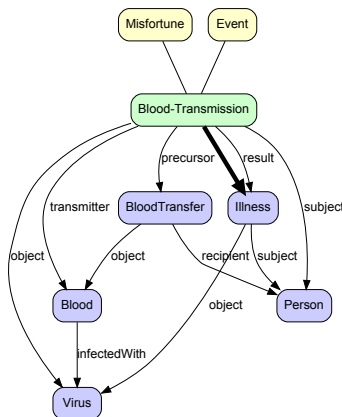 Misfortune Event
Blood-Transmission
precursor result
transmitter BloodTransfer Illness subject
object object recipient subject
Blood object Person
infectedWith
Virus